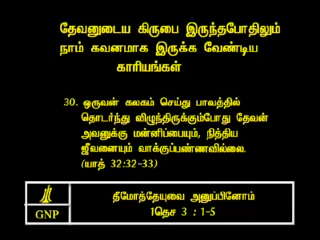 தேவனுடைய கிருபை இருந்தபோதிலும்
நாம் கவனமாக இருக்க வேண்டிய
காரியங்கள்
30. ஒருவன் கலகம் செய்து பாவத்தில்
தொடர்ந்து விழுந்திருக்கும்போது தேவன்
அவனுக்கு மன்னிப்பையும், நித்திய
ஜீவனையும் வாக்குப்பண்ணவில்லை.
(யாத் 32:32-33)
GNP
தீமோத்தேயுவை அனுப்பினோம்
1தெச 3 : 1-5